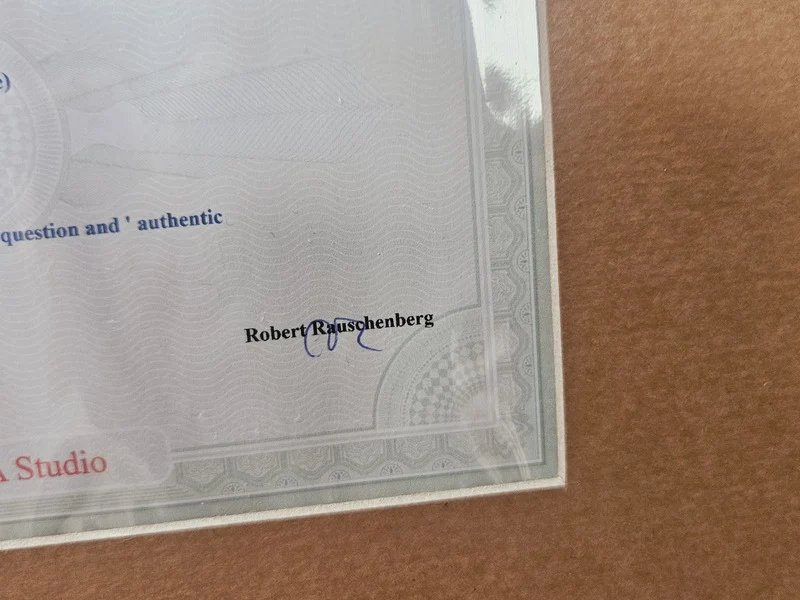 e)
question and ' authentic
Robert Rauschenberg
A Studio